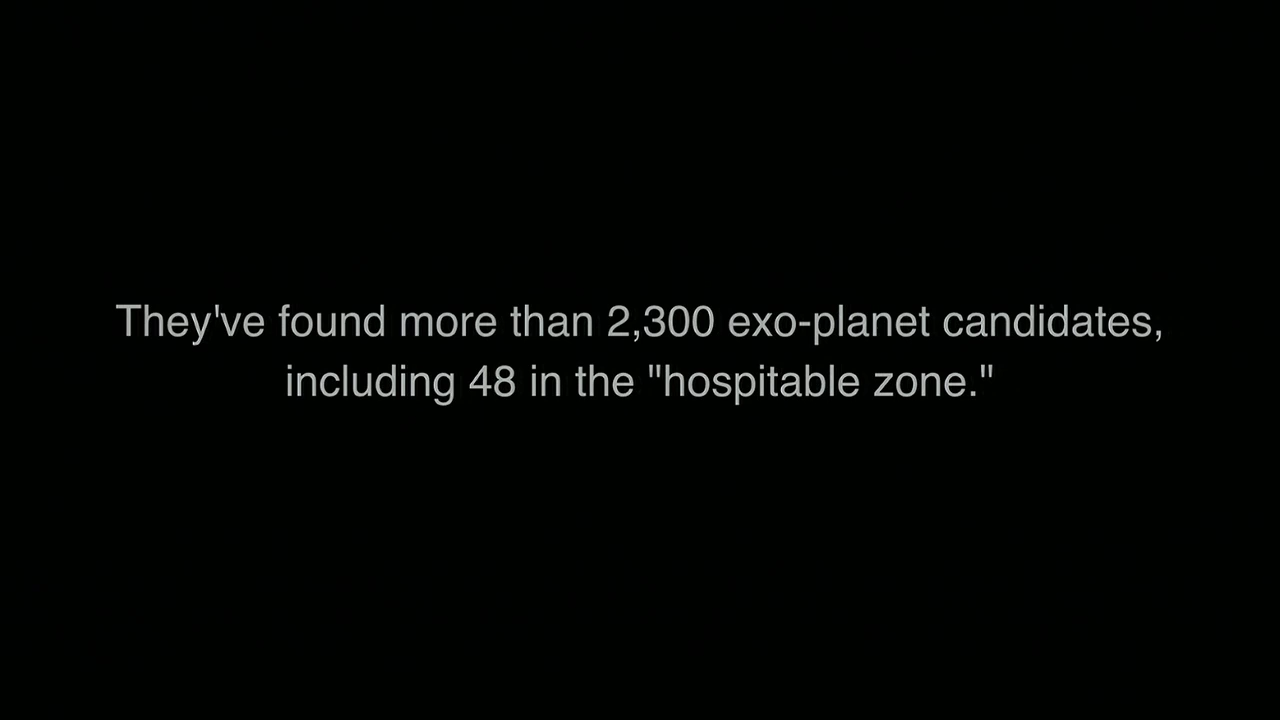 They've found more than 2,300 exo-planet candidates,
including 48 in the "hospitable zone."